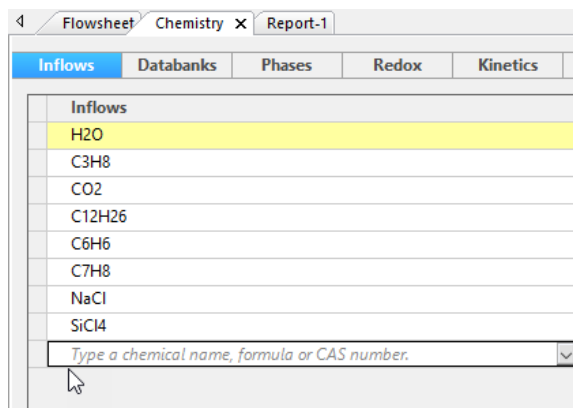 Flowsheet Chemistry Report-1
Inflows Databanks Phases Redox Kinetics
Inflows
H2O
C3H8
CO2
C12H26
C6H6
C7H8
NaCl
SiCl4
Type a chemical name, formula or CAS number.